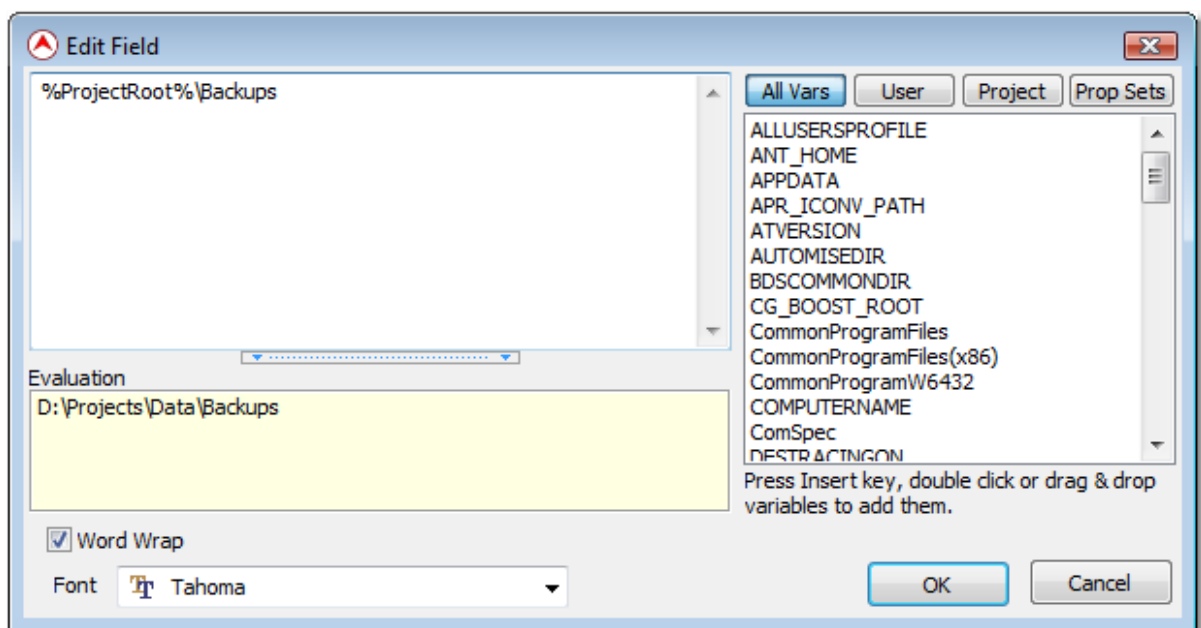 Edit Field
%ProjectRoot%\Backups
All Vars
User
Project
Prop Sets
ALLUSERSPROFILE
ANT_HOME
APPDATA
APR_ICONV_PATH
ATVERSION
AUTOMISEDIR
BDSCOMMONDIR
CG_BOOST_ROOT
CommonProgramFiles
CommonProgramFiles(x86)
CommonProgramW6432
COMPUTERNAME
ComSpec
DESTRACINGON
Press Insert key, double click or drag & drop
variables to add them.
Evaluation
D:\Projects\Data\Backups
Word Wrap
Font
Tahoma
OK
Cancel